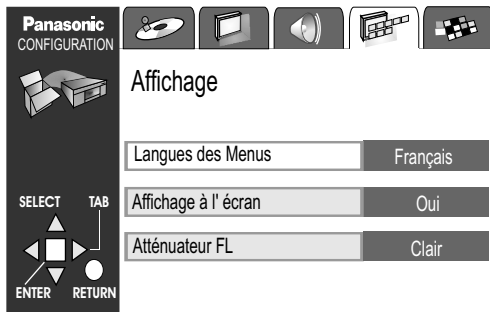 Panasonic
CONFIGURATION
Affichage
Langues des Menus Français
Affichage à l' écran Oui
Atténuateur FL Clair
SELECT TAB
ENTER RETURN